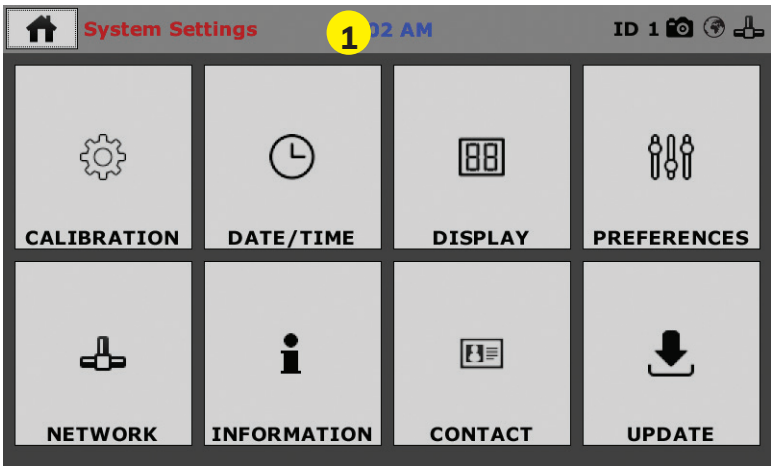 System Settings 1 02 AM ID 1
CALIBRATION DATE/TIME DISPLAY PREFERENCES
NETWORK INFORMATION CONTACT UPDATE